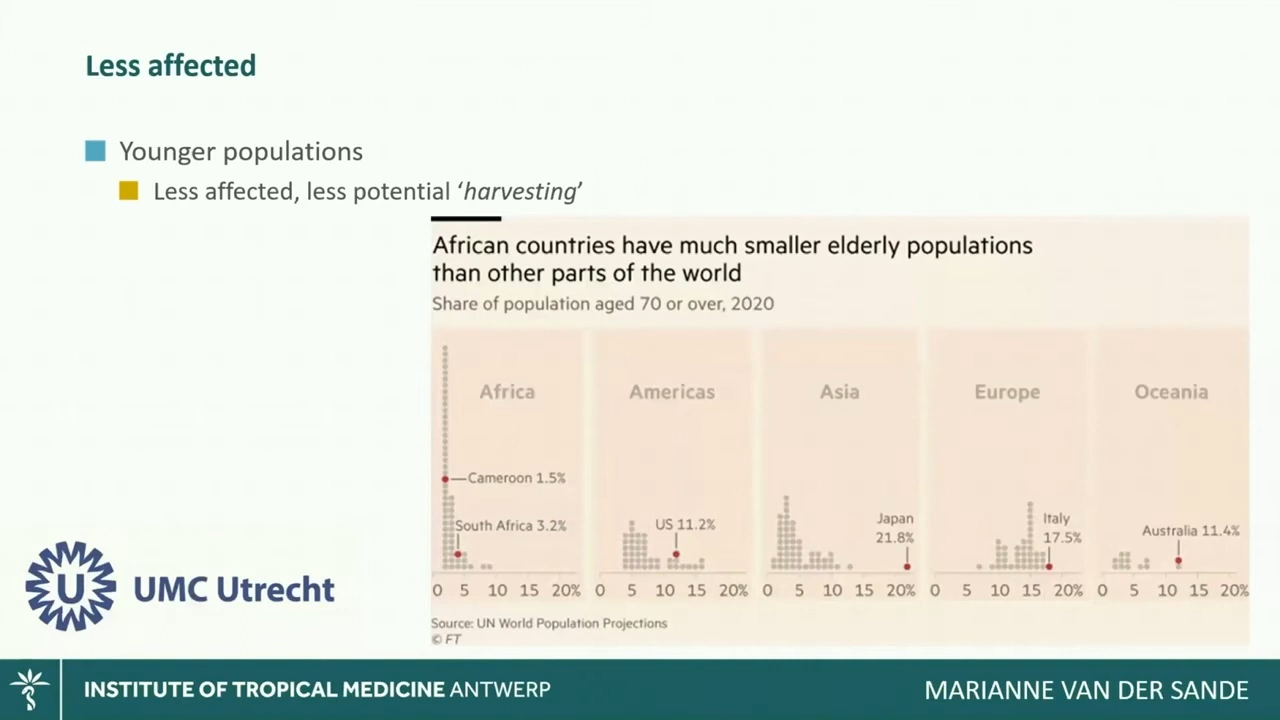 Less affected
Younger populations
Less affected, less potential ‘harvesting’
African countries have much smaller elderly populations
than other parts of the world
Share of population aged 70 or over, 2020
Africa
Americas
Asia
Europe
Oceania
Cameroon 1.5%
South Africa 3.2%
US 11.2%
Japan
21.8%
Italy
17.5%
Australia 11.4%
0 5 10 15 20%
0 5 10 15 20%
0 5 10 15 20%
0 5 10 15 20%
0 5 10 15 20%
Source: UN World Population Projections
© FT
U
UMC Utrecht
INSTITUTE OF TROPICAL MEDICINE ANTWERP
MARIANNE VAN DER SANDE